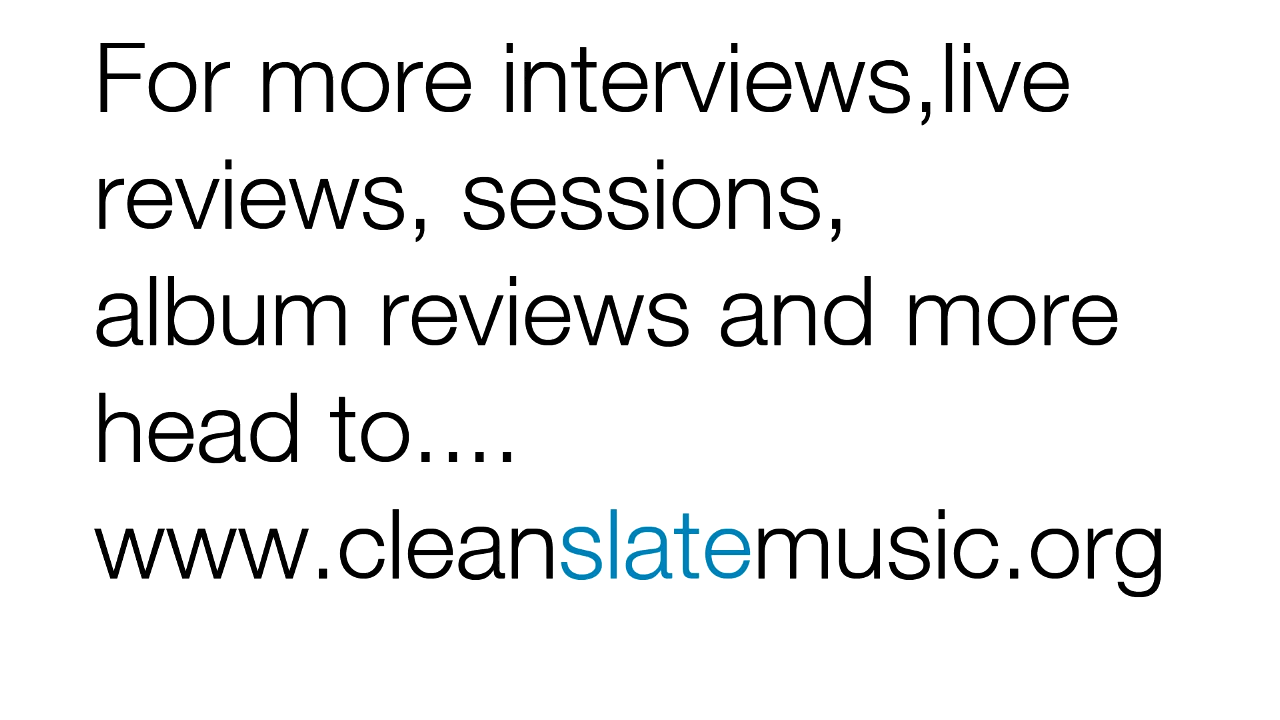 For more interviews,live
reviews, sessions,
album reviews and more
head to....
www.cleanslatemusic.org